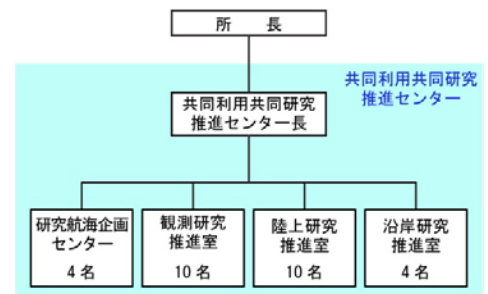 所　長
共同利用共同研究
推進センター
共同利用共同研究
推進センター長
研究航海企画
センター
4 名
観測研究
推進室
10 名
陸上研究
推進室
10 名
沿岸研究
推進室
4 名